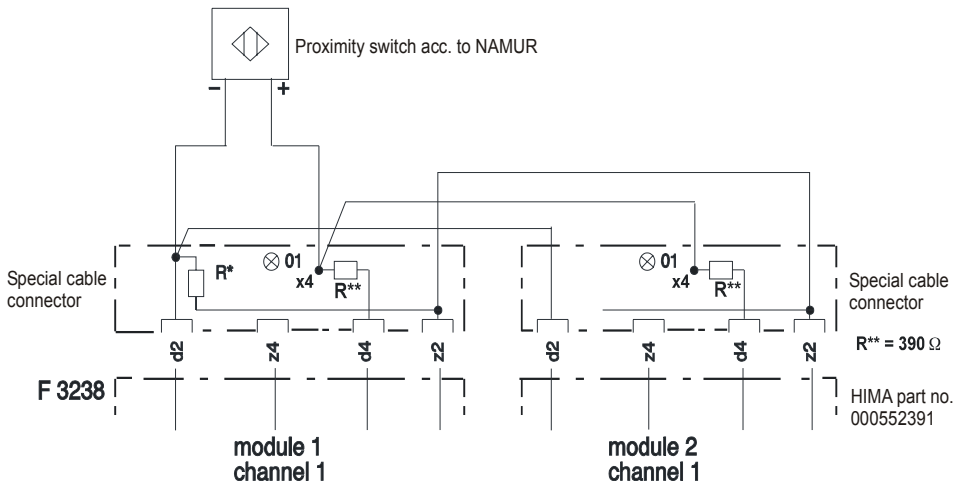 Proximity switch acc. to NAMUR
– +
Special cable
connector
R*
01
x4
R**
d2
z4
d4
z2
01
x4
R**
d2
z4
d4
z2
Special cable
connector
R** = 390 Ω
F 3238
HIMA part no.
000552391
module 1
channel 1
module 2
channel 1